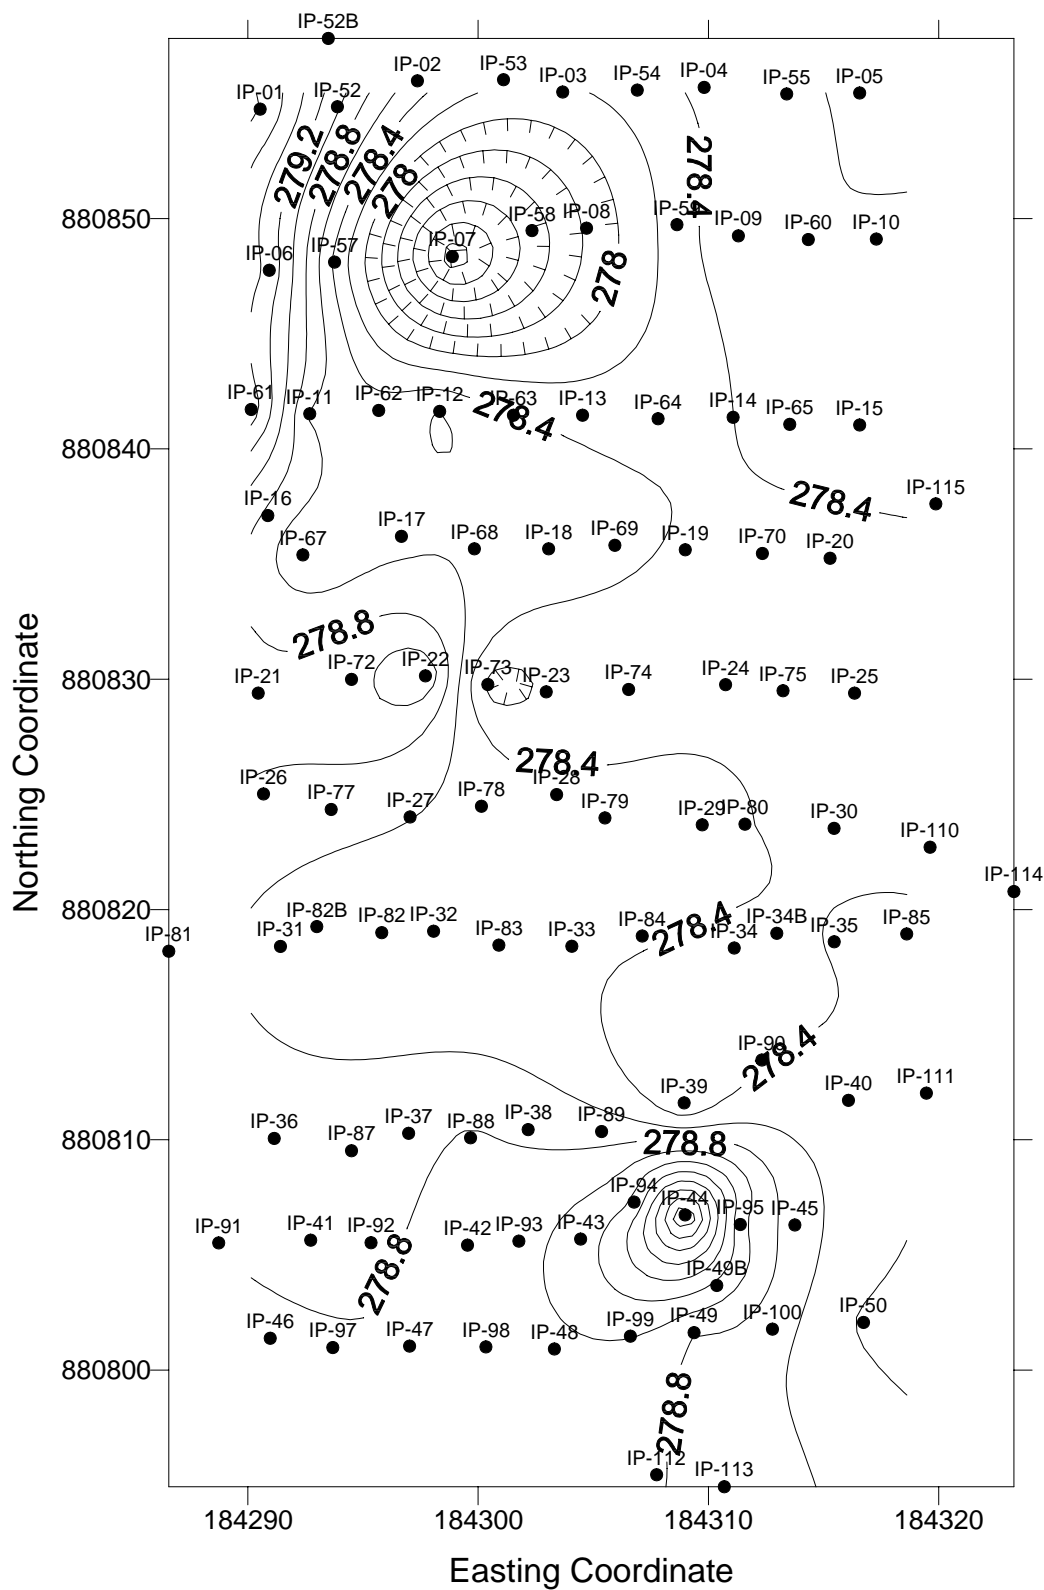 IP-52B
IP-02
IP-53
IP-03
IP-54
IP-04
IP-55
IP-05
IP-01
IP-52
279.2
278.8
278.4
278
278.4
880850
IP-58
IP-08
IP-59
IP-09
IP-60
IP-10
IP-06
IP-57
IP-07
278
IP-61
IP-11
IP-62
IP-12
IP-63
278.4
IP-13
IP-64
IP-14
IP-65
IP-15
880840
IP-16
278.4
IP-115
IP-67
IP-17
IP-68
IP-18
IP-69
IP-19
IP-70
IP-20
278.8
880830
IP-21
IP-72
IP-22
IP-73
IP-23
IP-74
IP-24
IP-75
IP-25
278.4
IP-26
IP-77
IP-27
IP-78
IP-28
IP-79
IP-29
IP-80
IP-30
IP-110
IP-114
880820
IP-81
IP-31
IP-82B
IP-82
IP-32
IP-83
IP-33
IP-84
278.4
IP-34
IP-34B
IP-35
IP-85
IP-90
278.4
IP-39
IP-40
IP-111
880810
IP-36
IP-87
IP-37
IP-88
IP-38
IP-89
278.8
IP-94
IP-44
IP-95
IP-45
IP-91
IP-41
IP-92
278.8
IP-42
IP-93
IP-43
IP-49B
IP-46
IP-97
IP-47
IP-98
IP-48
IP-99
IP-49
IP-100
IP-50
880800
278.8
IP-112
IP-113
184290
184300
184310
184320
Easting Coordinate
Northing Coordinate